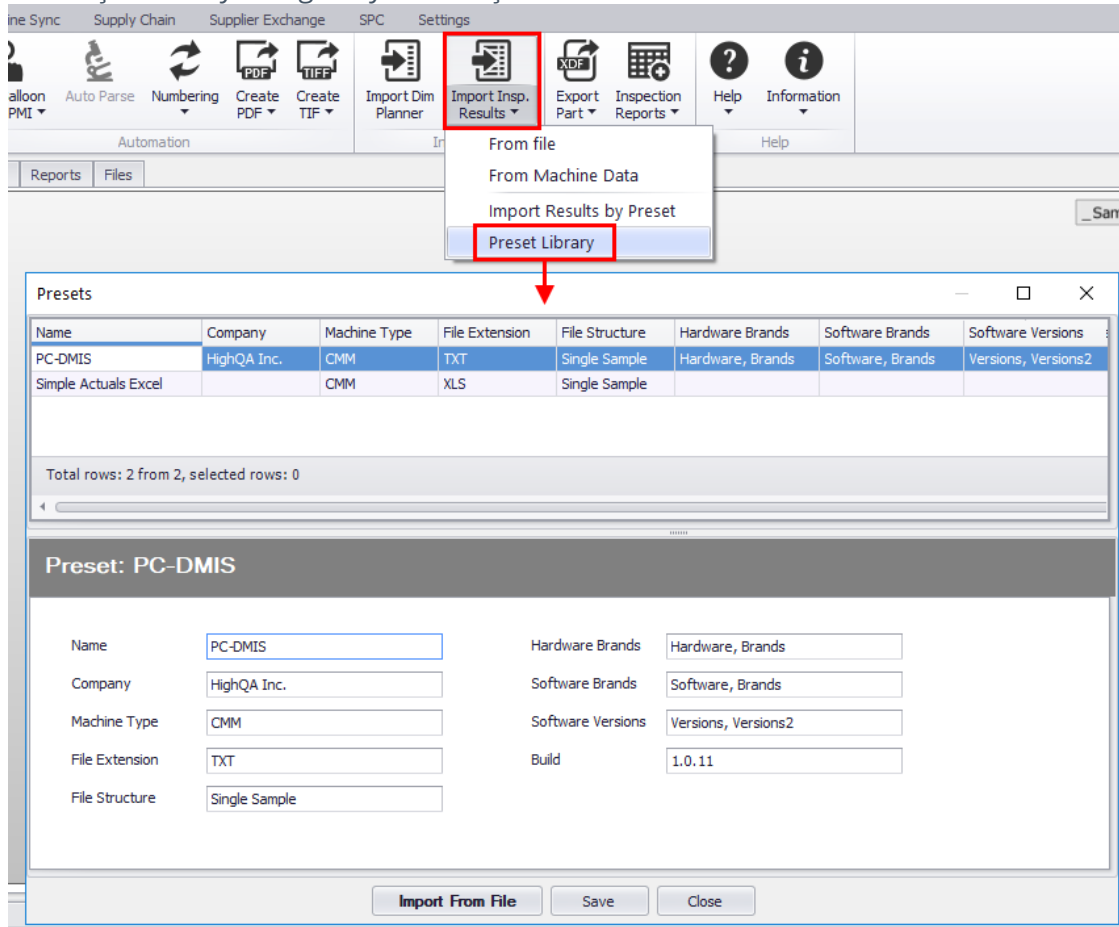 ine Sync Supply Chain Supplier Exchange SPC Settings
PDF TIFF XDF
alloon Auto Parse Numbering Create Create Import Dim Import Insp. Export Inspection Help Information
PMI PDF TIF Planner Results Part Reports
Automation Help
Reports Files
From file
From Machine Data
Import Results by Preset
Preset Library
_Sam
Presets
Name Company Machine Type File Extension File Structure Hardware Brands Software Brands Software Versions
PC-DMIS HighQA Inc. CMM TXT Single Sample Hardware, Brands Software, Brands Versions, Versions2
Simple Actuals Excel CMM XLS Single Sample
Total rows: 2 from 2, selected rows: 0
Preset: PC-DMIS
Name PC-DMIS Hardware Brands Hardware, Brands
Company HighQA Inc. Software Brands Software, Brands
Machine Type CMM Software Versions Versions, Versions2
File Extension TXT Build 1.0.11
File Structure Single Sample
Import From File Save Close